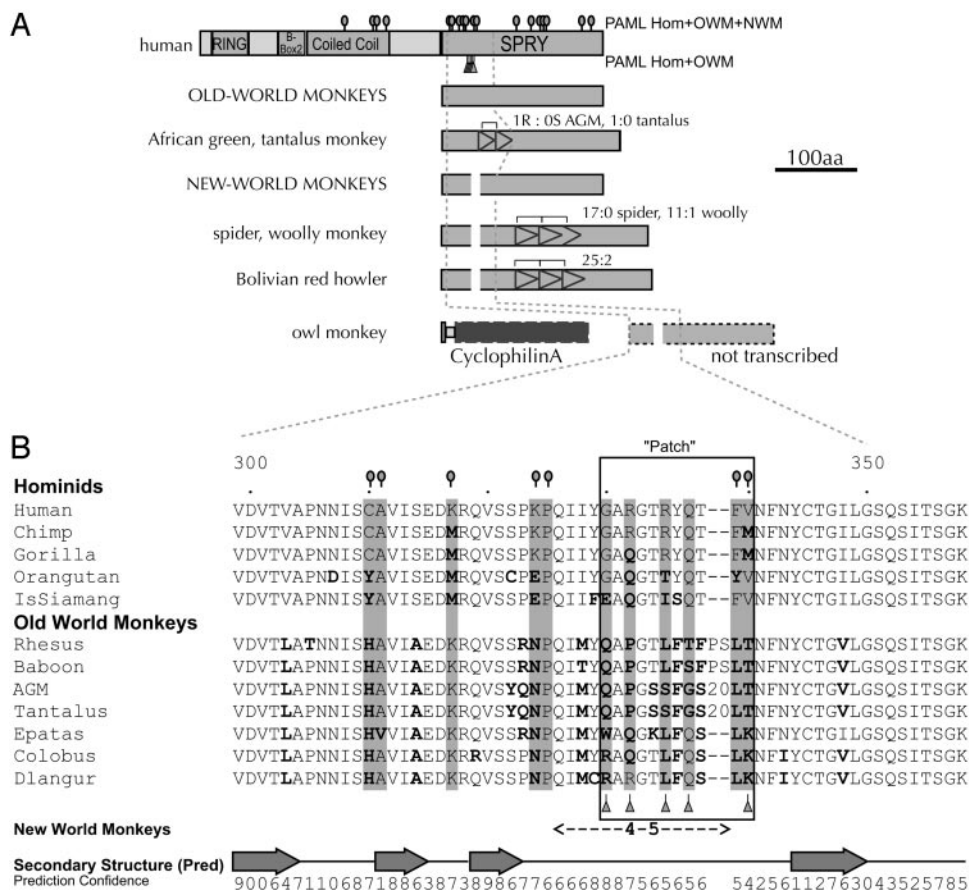 A
PAML Hom+OWM+NWM
human
RING
B-Box2
Coiled Coil
SPRY
PAML Hom+OWM
OLD-WORLD MONKEYS
1R : 0S AGM, 1:0 tantalus
African green, tantalus monkey
100aa
NEW-WORLD MONKEYS
17:0 spider, 11:1 woolly
spider, woolly monkey
25:2
Bolivian red howler
owl monkey
CyclophilinA
not transcribed
B
"Patch"
300 350
Hominids
Human VDVTVAPNNISCAVISEDKRQVSSPKPQIIYGARGTRYQT--FVNFNYCTGILGSQSITSGK
Chimp VDVTVAPNNISCAVISEDMRQVSSPKPQIIYGARGTRYQT--FMNFNYCTGILGSQSITSGK
Gorilla VDVTVAPNNISCAVISEDMRQVSSPKPQIIYGAQGTRYQT--FMNFNYCTGILGSQSITSGK
Orangutan VDVTVAPNDISYAVISEDMRQVSCPEPQIIYGAQGTTYQT--YVNFNYCTGILGSQSITSGK
IsSiamang VDVTVAPNNISYAVISEDMRQVSSPEPQIIFEAQGTISQT--FVNFNYCTGILGSQSITSGK
Old World Monkeys
Rhesus VDVTLATNNISHAVIAEDKRQVSSRNPQIMYQAPGTLFTFPSLTNFNYCTGVLGSQSITSGK
Baboon VDVTLAPNNISHAVIAEDKRQVSSRNPQITYQAPGTLFSFPSLTNFNYCTGVLGSQSITSGK
AGM VDVTLAPNNISHAVIAEDKRQVSYQNPQIMYQAPGSSFGS20LTNFNYCTGVLGSQSITSGK
Tantalus VDVTLAPNNISHAVIAEDKRQVSYQNPQIMYQAPGSSFGS20LTNFNYCTGVLGSQSITSGK
Epatas VDVTLAPNNISHVVIAEDKRQVSSRNPQIMYWAQGKLFQS--LKNFNYCTGVLGSQSITSGK
Colobus VDVTLAPNNISHAVIAEDKRRVSSPNPQIMYRAQGTLFQS--LKNFIYCTGVLGSQSITSGK
Dlangur VDVTLAPNNISHAVIAEDKRQVSSPNPQIMCRARGTLFQS--LKNFIYCTGVLGSQSITSGK
New World Monkeys <------4-5------>
Secondary Structure (Pred)
Prediction Confidence